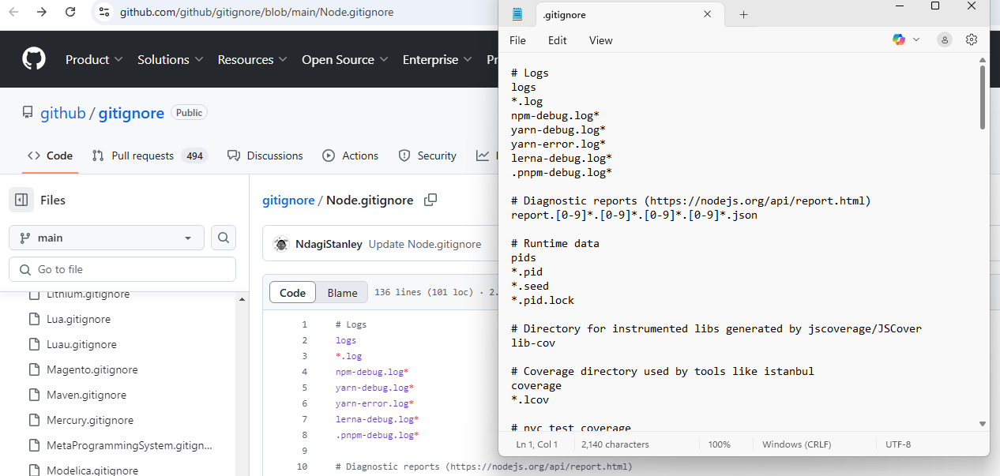 github.com/github/gitignore/blob/main/Node.gitignore
Product
Solutions
Resources
Open Source
Enterprise
Pr
github / gitignore
Public
Code
Pull requests
494
Discussions
Actions
Security
Files
main
Go to file
Lithium.gitignore
Lua.gitignore
Luau.gitignore
Magento.gitignore
Maven.gitignore
Mercury.gitignore
MetaProgrammingSystem.gitign...
Modelica.gitignore
gitignore / Node.gitignore
NdagiStanley Update Node.gitignore
Code
Blame
136 lines (101 loc) · 2.
1 # Logs
2 logs
3 *.log
4 npm-debug.log*
5 yarn-debug.log*
6 yarn-error.log*
7 lerna-debug.log*
8 .pnpm-debug.log*
9
10 # Diagnostic reports (https://nodejs.org/api/report.html)
.gitignore
File
Edit
View
# Logs
logs
*.log
npm-debug.log*
yarn-debug.log*
yarn-error.log*
lerna-debug.log*
.pnpm-debug.log*
# Diagnostic reports (https://nodejs.org/api/report.html)
report.[0-9]*.[0-9]*.[0-9]*.[0-9]*.json
# Runtime data
pids
*.pid
*.seed
*.pid.lock
# Directory for instrumented libs generated by jscoverage/JSCover
lib-cov
# Coverage directory used by tools like istanbul
coverage
*.lcov
# nyc test coverage
Ln 1, Col 1
2,140 characters
100%
Windows (CRLF)
UTF-8